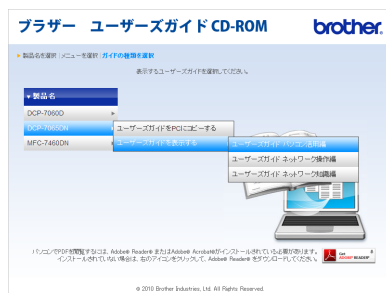 ブラザー ユーザーズガイド CD-ROM
brother.
製品名を選択 | メニューを選択 | ガイドの種類を選択
表示するユーザーズガイドを選択してください。
製品名
DCP-7060D
DCP-7065DN
MFC-7460DN
ユーザーズガイドをPCにコピーする
ユーザーズガイドを表示する
ユーザーズガイド パソコン活用編
ユーザーズガイド ネットワーク操作編
ユーザーズガイド ネットワーク知識編
パソコンでPDFを閲覧するには、Adobe® Reader® またはAdobe® Acrobat®がインストールされている必要があります。
インストールされていない場合は、右のアイコンをクリックして、Adobe® Reader® をダウンロードしてください。
Get
ADOBE® READER®
© 2010 Brother Industries, Ltd. All Rights Reserved.